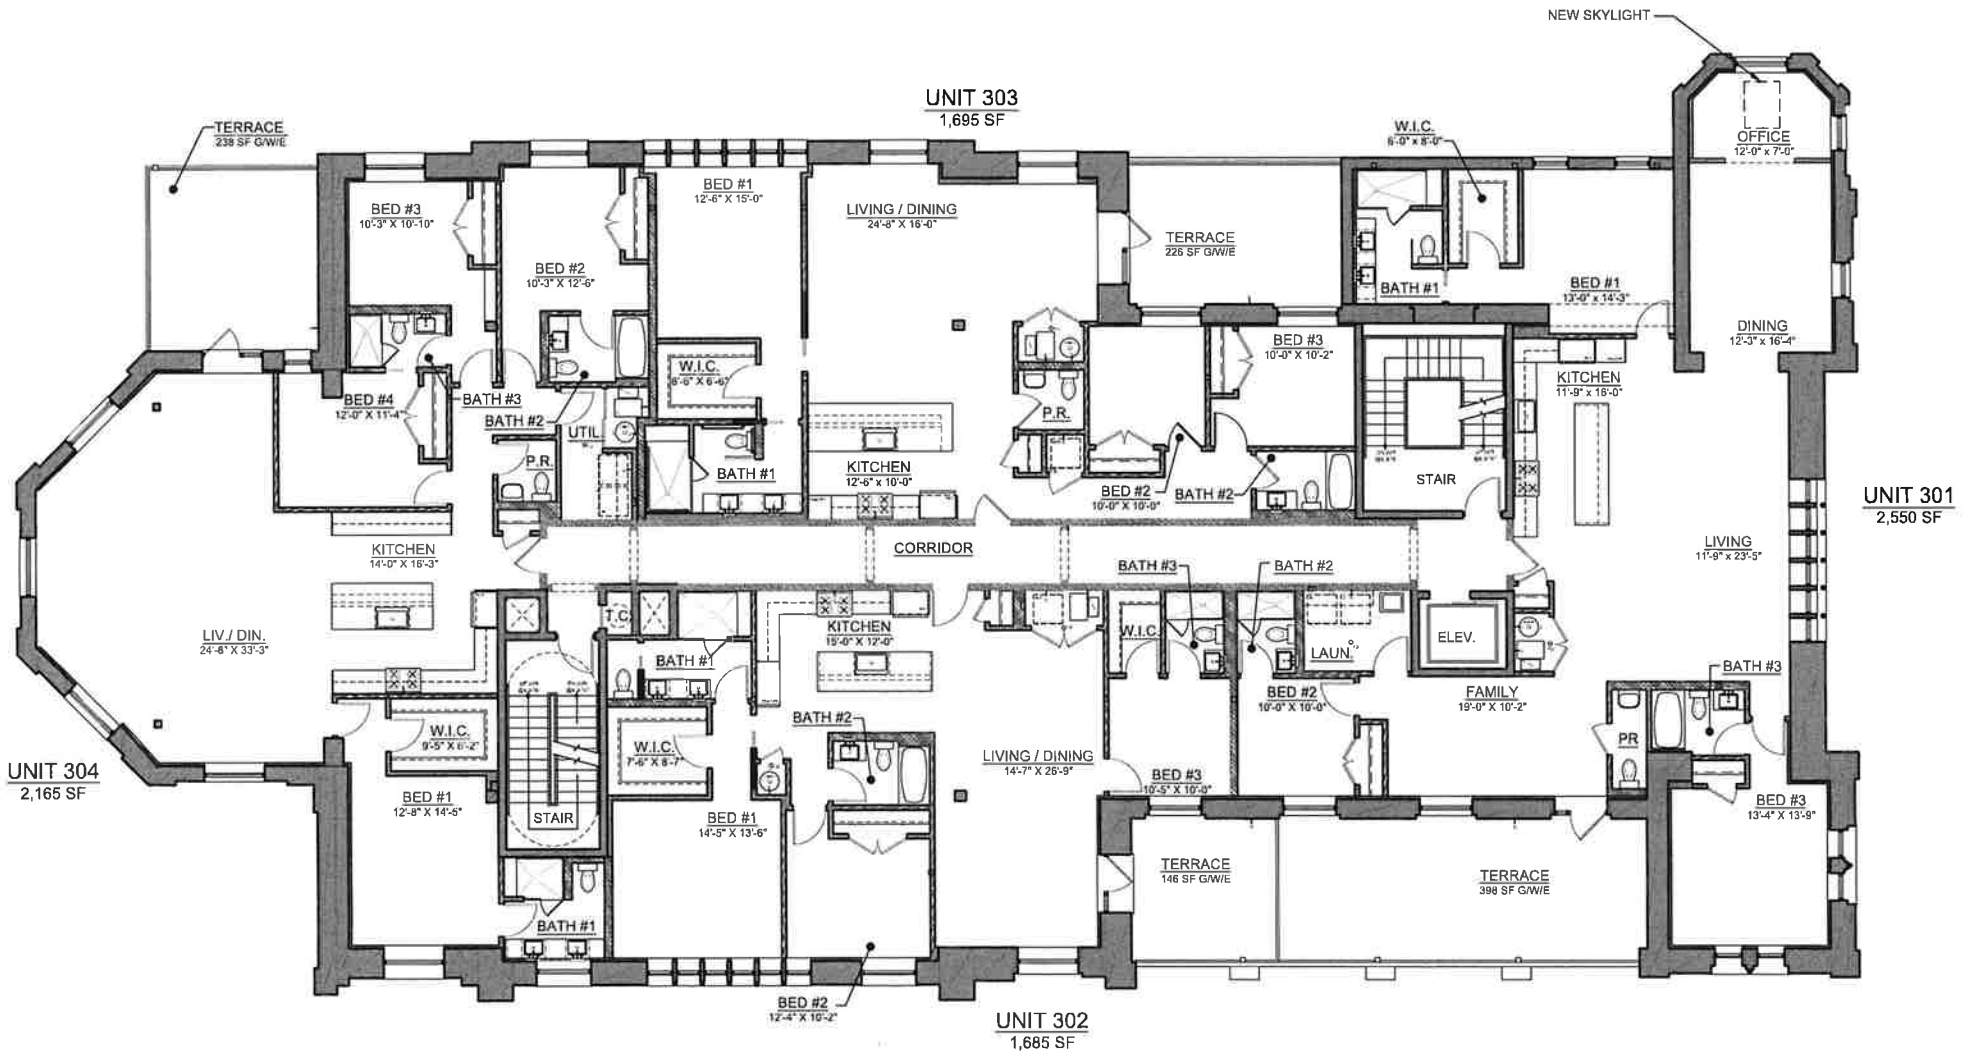 NEW SKYLIGHT
UNIT 303
1,695 SF
TERRACE
238 SF G/W/E
W.I.C.
6'-0" x 8'-0"
OFFICE
12'-0" x 7'-0"
BED #3
10'-3" X 10'-10"
BED #2
10'-3" X 12'-6"
BED #1
12'-6" X 15'-0"
LIVING / DINING
24'-8" X 16'-0"
TERRACE
226 SF G/W/E
BATH #1
BED #1
13'-0" x 14'-3"
DINING
12'-3" x 16'-4"
BED #4
12'-0" X 11'-4"
BATH #3
BATH #2
UTIL.
P.R.
W.I.C.
8'-6" X 6'-6"
BATH #1
KITCHEN
12'-6" x 10'-0"
P.R.
BED #2
10'-0" X 10'-0"
BED #3
10'-0" X 10'-2"
BATH #2
STAIR
KITCHEN
11'-9" x 16'-0"
UNIT 301
2,550 SF
LIVING
11'-9" x 23'-5"
KITCHEN
14'-0" X 16'-3"
CORRIDOR
BATH #3
BATH #2
T.C.
KITCHEN
15'-0" X 12'-0"
W.I.C.
LAUN.
ELEV.
LIV./ DIN.
24'-6" X 33'-3"
BATH #1
BATH #3
BED #2
10'-0" X 10'-0"
FAMILY
19'-0" X 10'-2"
W.I.C.
9'-5" X 6'-2"
W.I.C.
7'-6" X 8'-7"
BATH #2
LIVING / DINING
14'-7" X 26'-9"
PR
UNIT 304
2,165 SF
BED #3
10'-5" X 10'-0"
BED #1
12'-8" X 14'-5"
STAIR
BED #1
14'-5" X 13'-6"
BED #3
13'-4" X 13'-9"
TERRACE
146 SF G/W/E
TERRACE
398 SF G/W/E
BATH #1
BED #2
12'-4" X 10'-2"
UNIT 302
1,685 SF